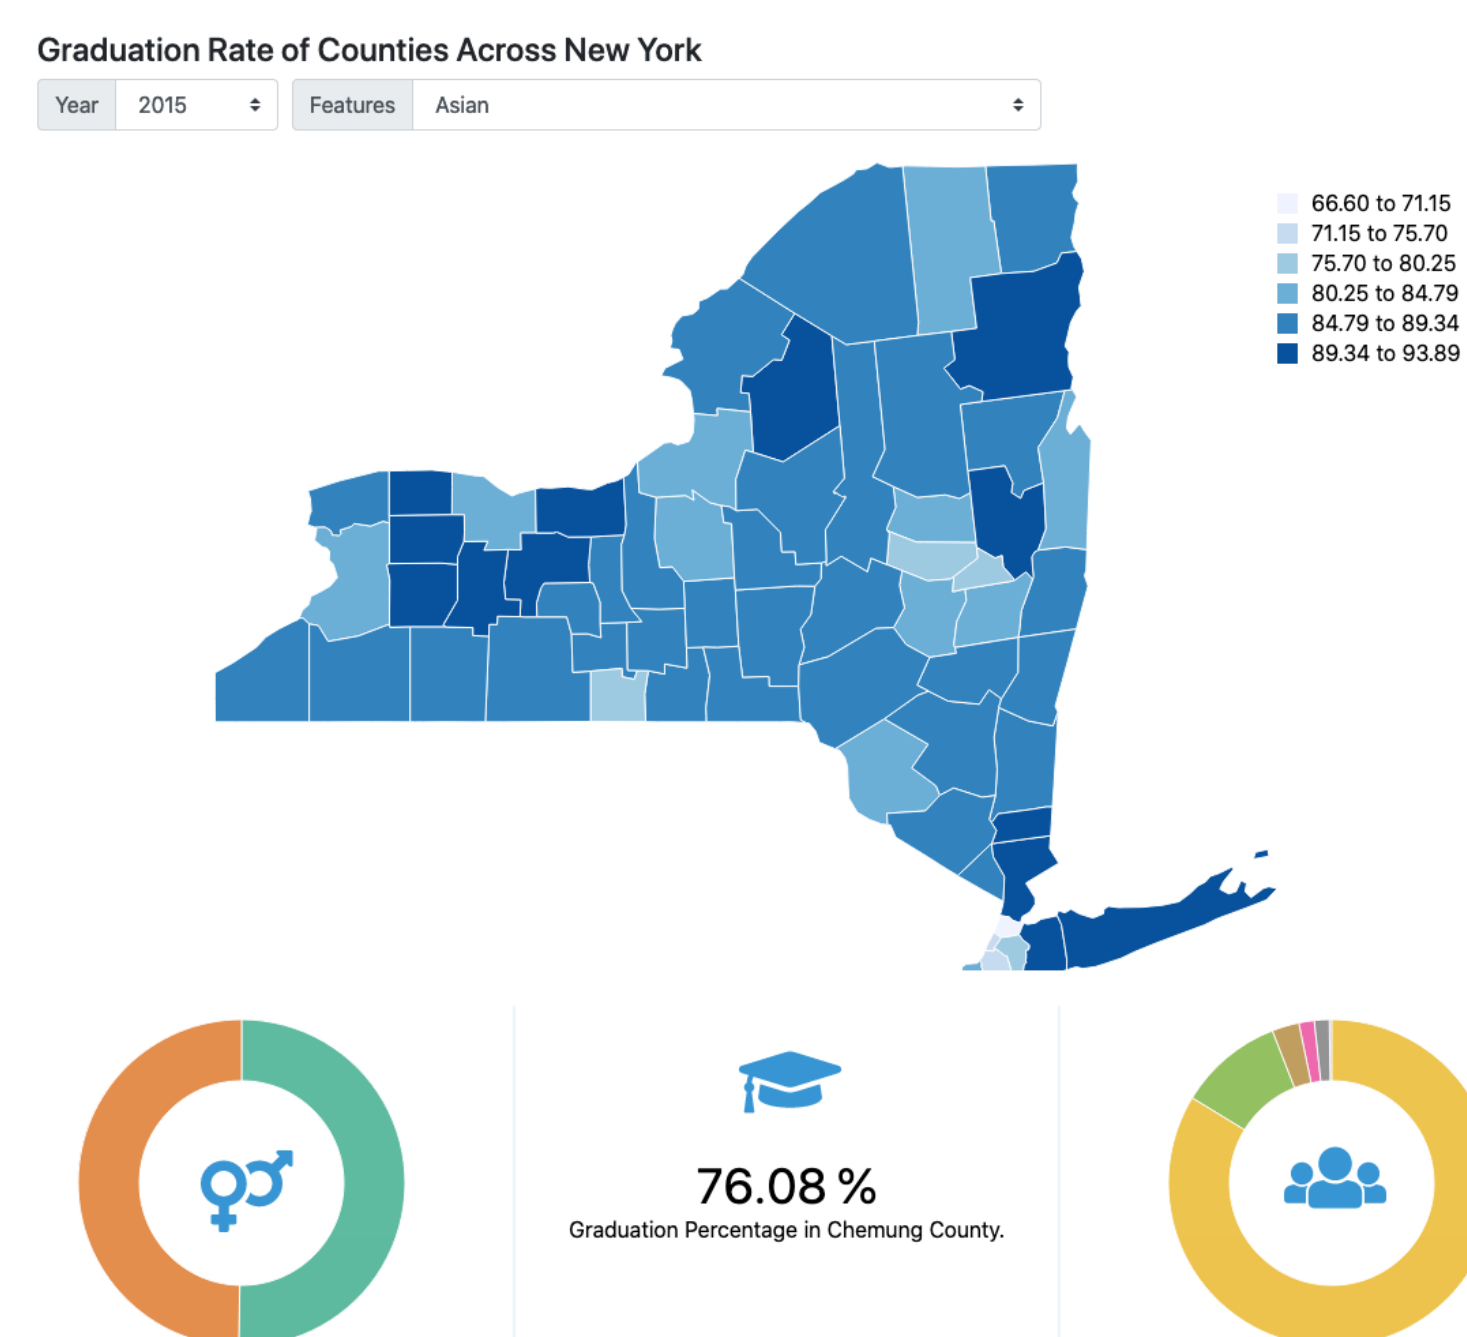 Graduation Rate of Counties Across New York
Year 2015 Features Asian
66.60 to 71.15
71.15 to 75.70
75.70 to 80.25
80.25 to 84.79
84.79 to 89.34
89.34 to 93.89
76.08 %
Graduation Percentage in Chemung County.